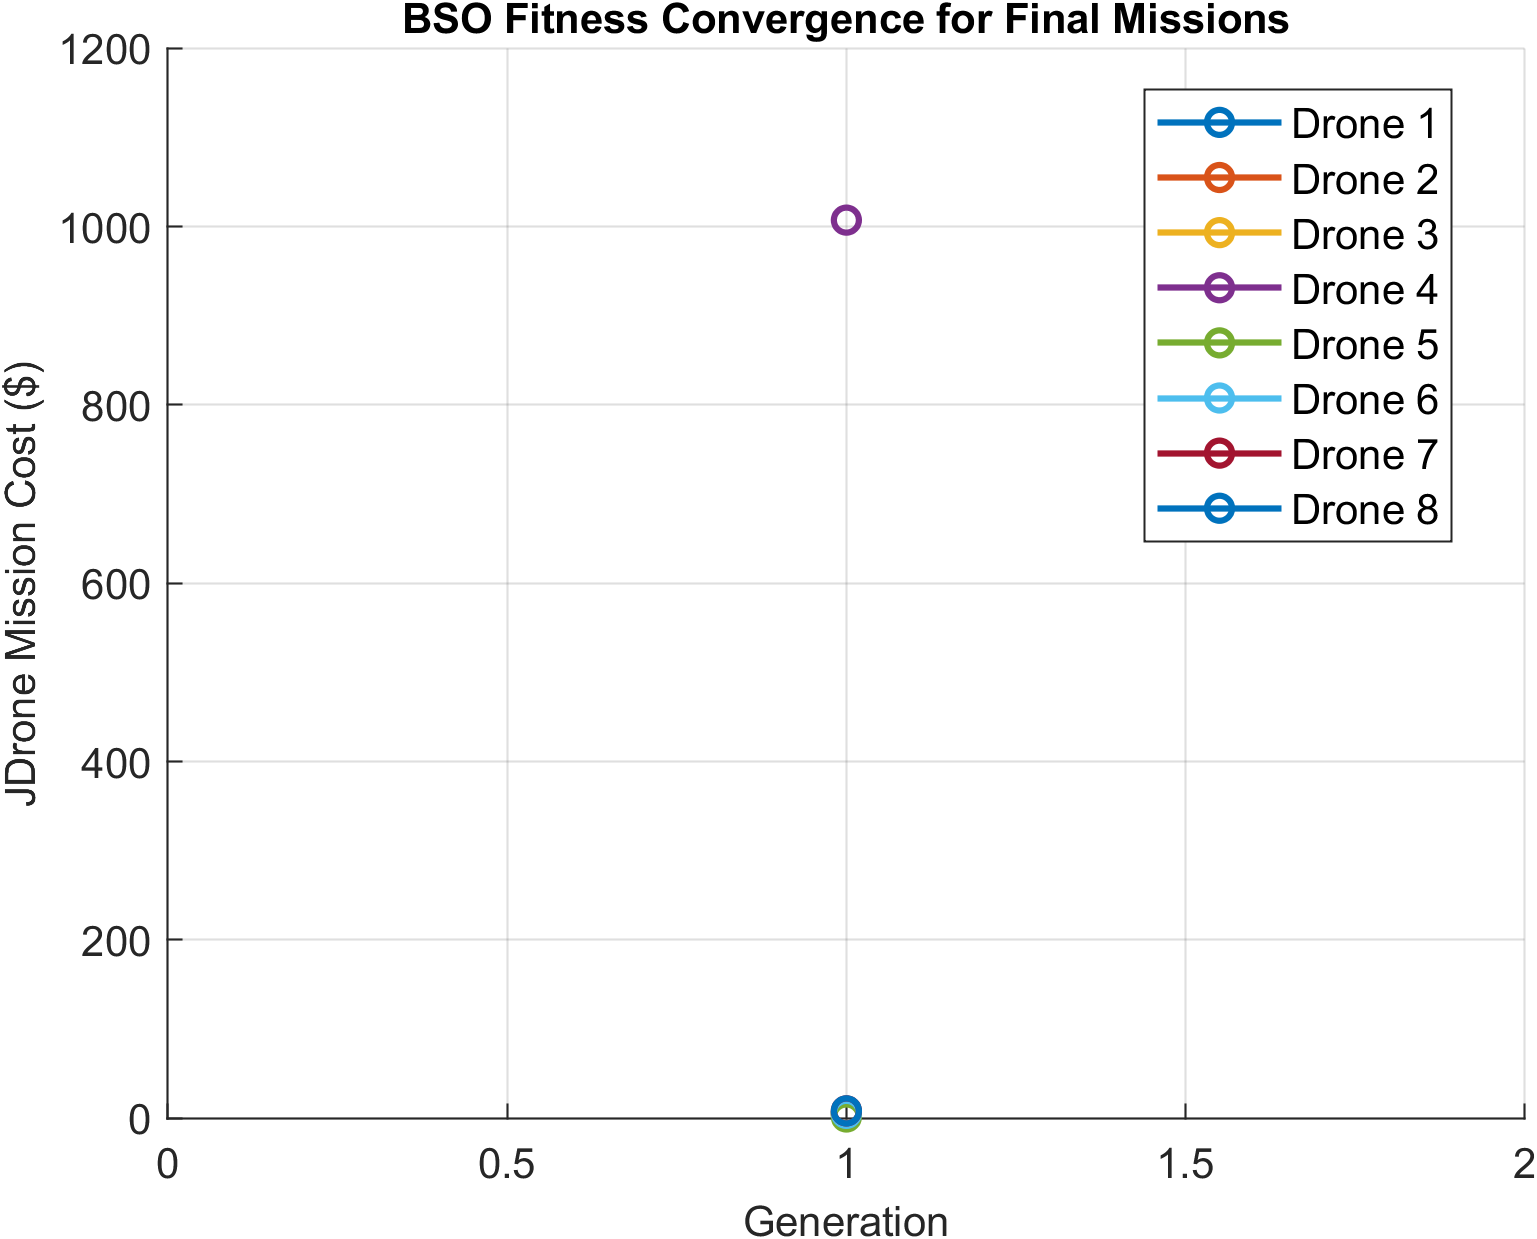 BSO Fitness Convergence for Final Missions
1200
1000
800
600
400
200
0
JDrone Mission Cost ($)
Drone 1
Drone 2
Drone 3
Drone 4
Drone 5
Drone 6
Drone 7
Drone 8
0 0.5 1 1.5 2
Generation